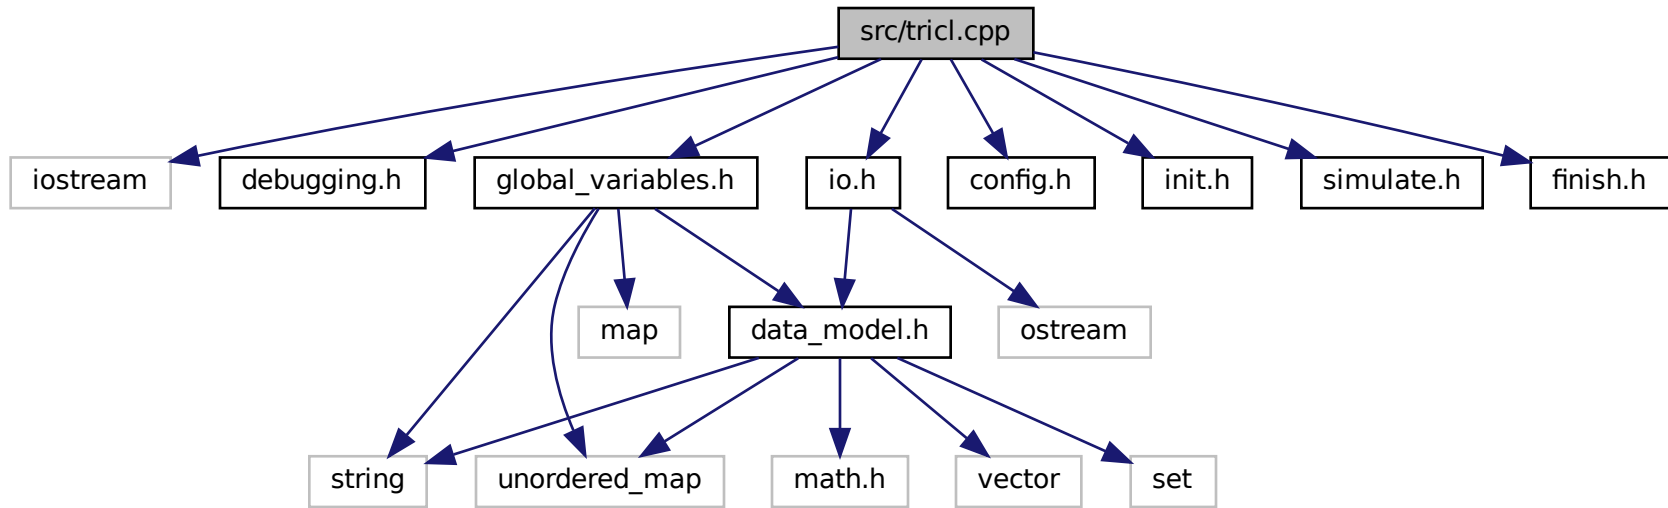 src/tricl.cpp
iostream
debugging.h
global_variables.h
io.h
config.h
init.h
simulate.h
finish.h
map
data_model.h
ostream
string
unordered_map
math.h
vector
set